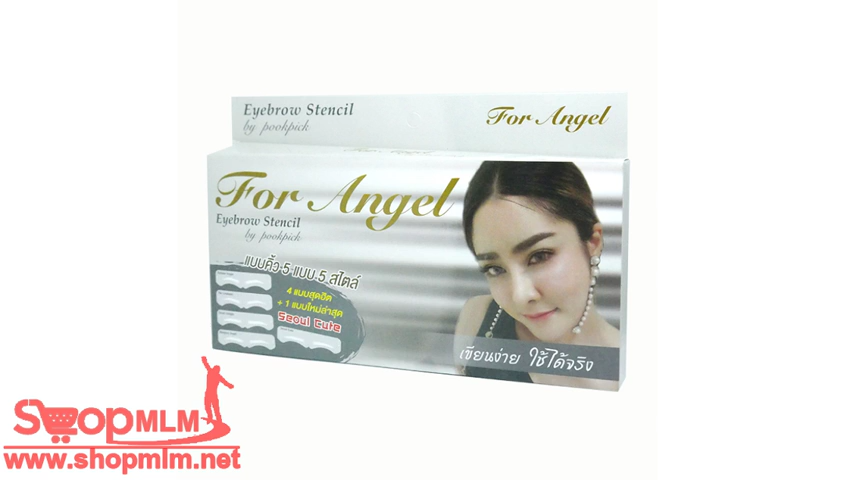 Eyebrow Stencil
by pookpick
For Angel
For Angel
Eyebrow Stencil
by pookpick
แบบคิ้ว 5 แบบ 5 สไตล์
4 แบบสุดฮิต
+ 1 แบบใหม่ล่าสุด
Seoul Cute
เขียนง่าย ใช้ได้จริง
ShopMLM
www.shopmlm.net